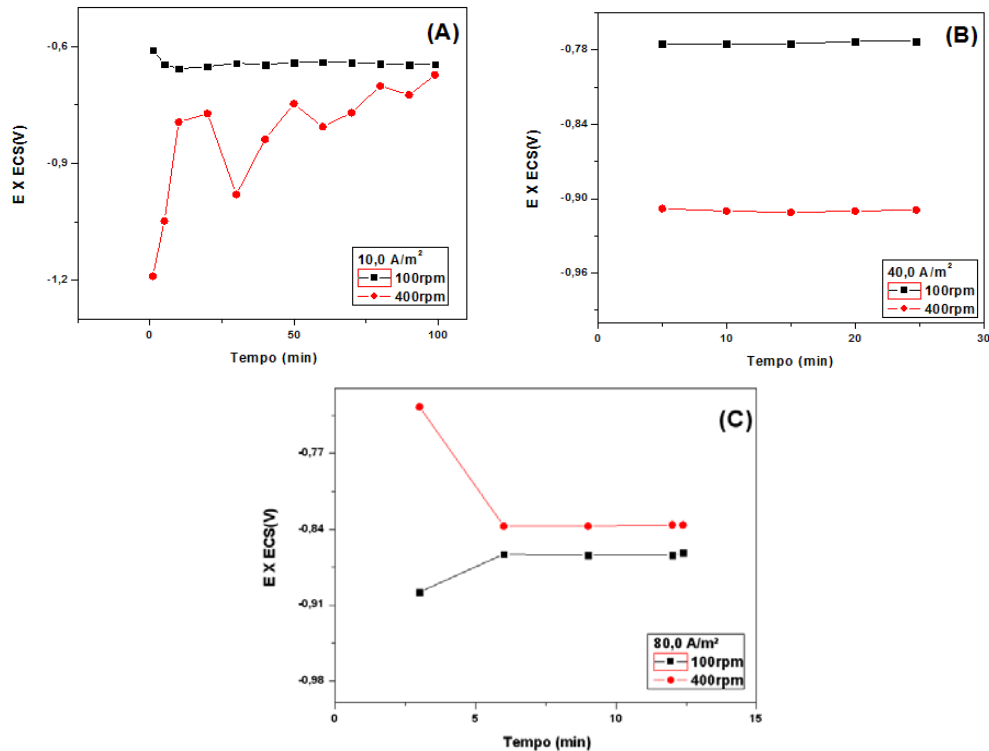 (A)
E X ECS(V)
-0,6
-0,9
-1,2
10,0 A/m²
100rpm
400rpm
0
50
100
Tempo (min)
(B)
E X ECS(V)
-0,78
-0,84
-0,90
-0,96
40,0 A/m²
100rpm
400rpm
0
10
20
30
Tempo (min)
(C)
E X ECS(V)
-0,77
-0,84
-0,91
-0,98
80,0 A/m²
100rpm
400rpm
0
5
10
15
Tempo (min)